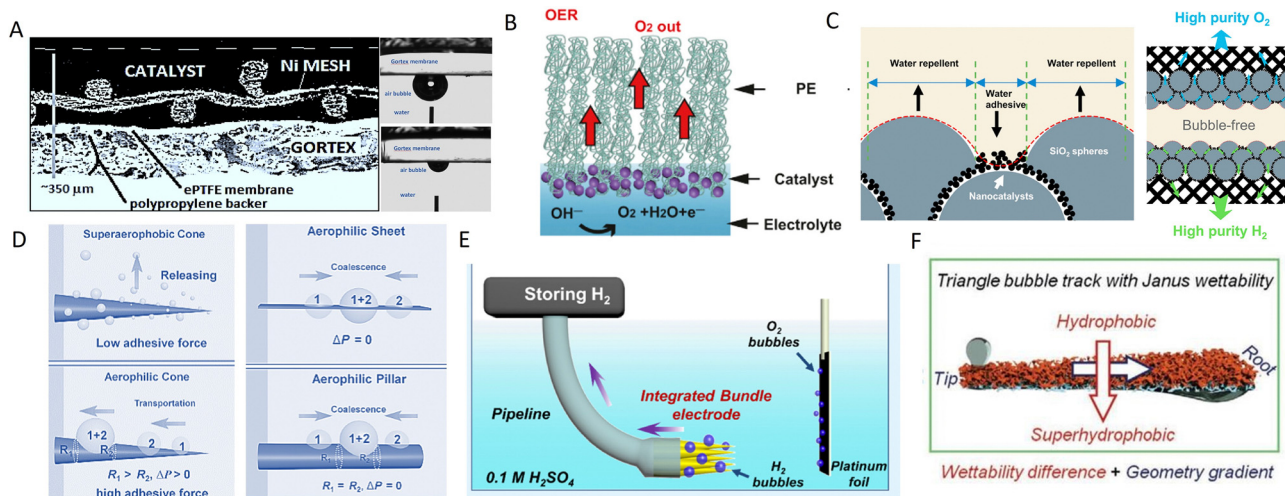 A
CATALYST
Ni MESH
GORTEX
~350 μm
ePTFE membrane
polypropylene backer
Gortex membrane
air bubble
water
Gortex membrane
air bubble
water
B
OER
O₂ out
PE
Catalyst
OH⁻
O₂ +H₂O+e⁻
Electrolyte
C
Water repellent
Water adhesive
Water repellent
SiO₂ spheres
Nanocatalysts
High purity O₂
Bubble-free
High purity H₂
D
Superaerophobic Cone
Releasing
Low adhesive force
Aerophilic Sheet
Coalescence
1
1+2
2
ΔP = 0
Aerophilic Cone
Transportation
1+2
2
1
R₁
R₂
R₁ > R₂, ΔP > 0
high adhesive force
Aerophilic Pillar
Coalescence
1
1+2
2
R₁
R₂
R₁ = R₂, ΔP = 0
E
Storing H₂
Pipeline
Integrated Bundle
electrode
0.1 M H₂SO₄
H₂
bubbles
O₂
bubbles
Platinum
foil
F
Triangle bubble track with Janus wettability
Hydrophobic
Tip
Root
Superhydrophobic
Wettability difference + Geometry gradient